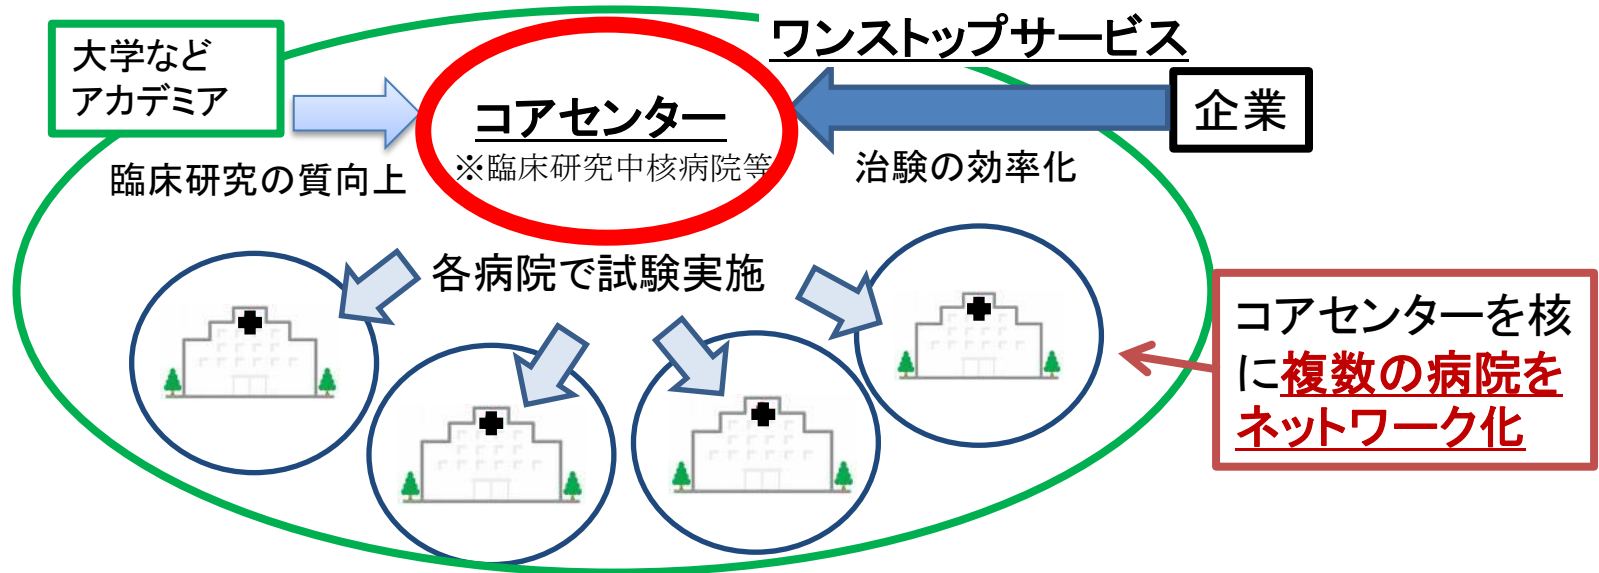 大学など
アカデミア
ワンストップサービス
コアセンター
※臨床研究中核病院等
企業
臨床研究の質向上
治験の効率化
各病院で試験実施
コアセンターを核
に複数の病院を
ネットワーク化